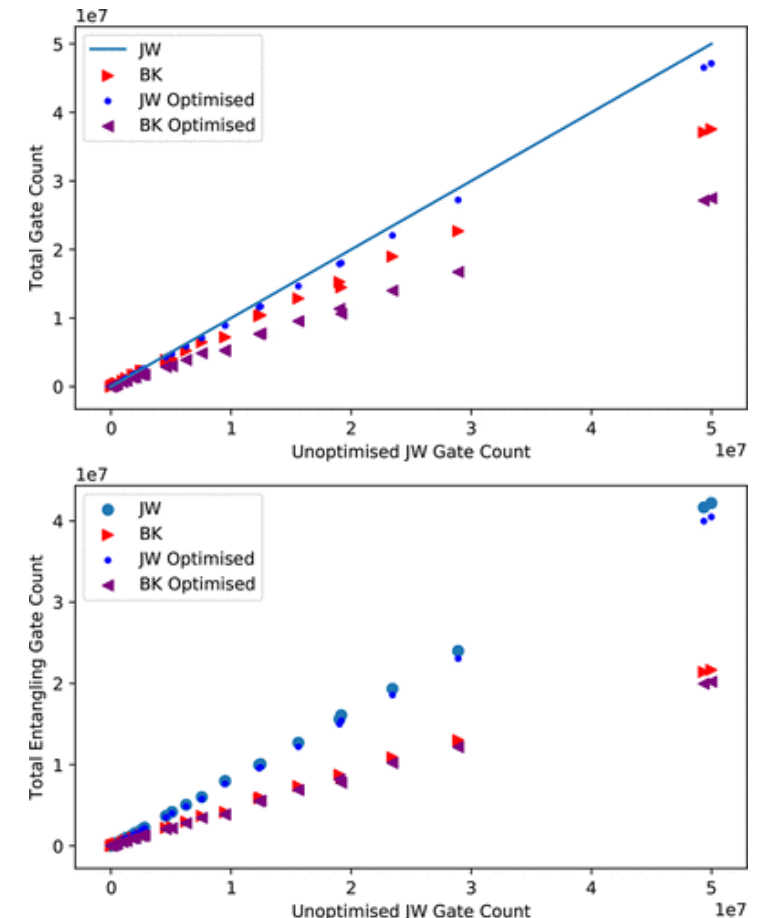 1e7
5
4
3
2
1
0
JW
BK
JW Optimised
BK Optimised
Total Gate Count
0 1 2 3 4 5
Unoptimised JW Gate Count
1e7
1e7
4
3
2
1
0
JW
BK
JW Optimised
BK Optimised
Total Entangling Gate Count
0 1 2 3 4 5
1e7
Unoptimised JW Gate Count